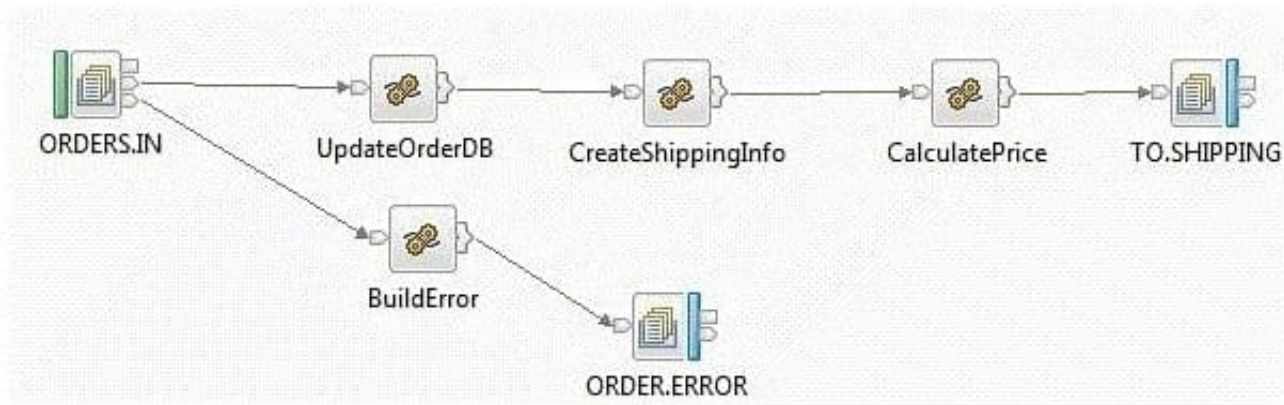 ORDERS.IN
UpdateOrderDB
CreateShippingInfo
CalculatePrice
TO.SHIPPING
BuildError
ORDER.ERROR